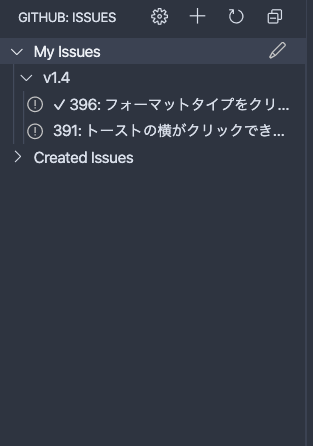 GITHUB: ISSUES
My Issues
v1.4
✓ 396: フォーマットタイプをクリ...
391: トーストの横がクリックでき...
Created Issues